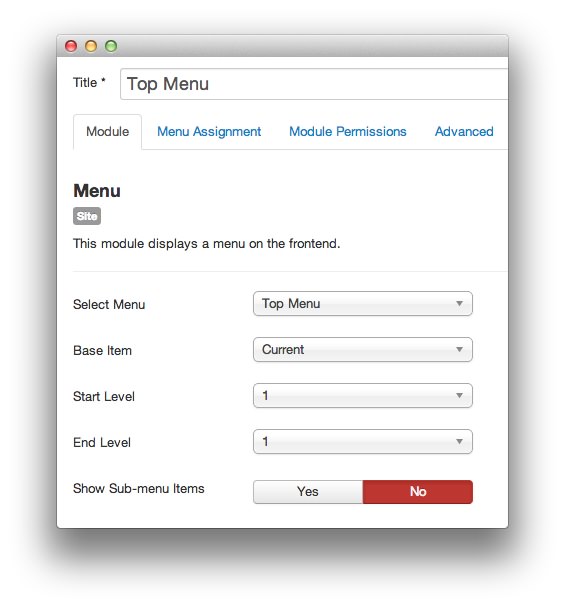 Title * Top Menu
Module Menu Assignment Module Permissions Advanced
Menu
Site
This module displays a menu on the frontend.
Select Menu Top Menu
Base Item Current
Start Level 1
End Level 1
Show Sub-menu Items Yes No